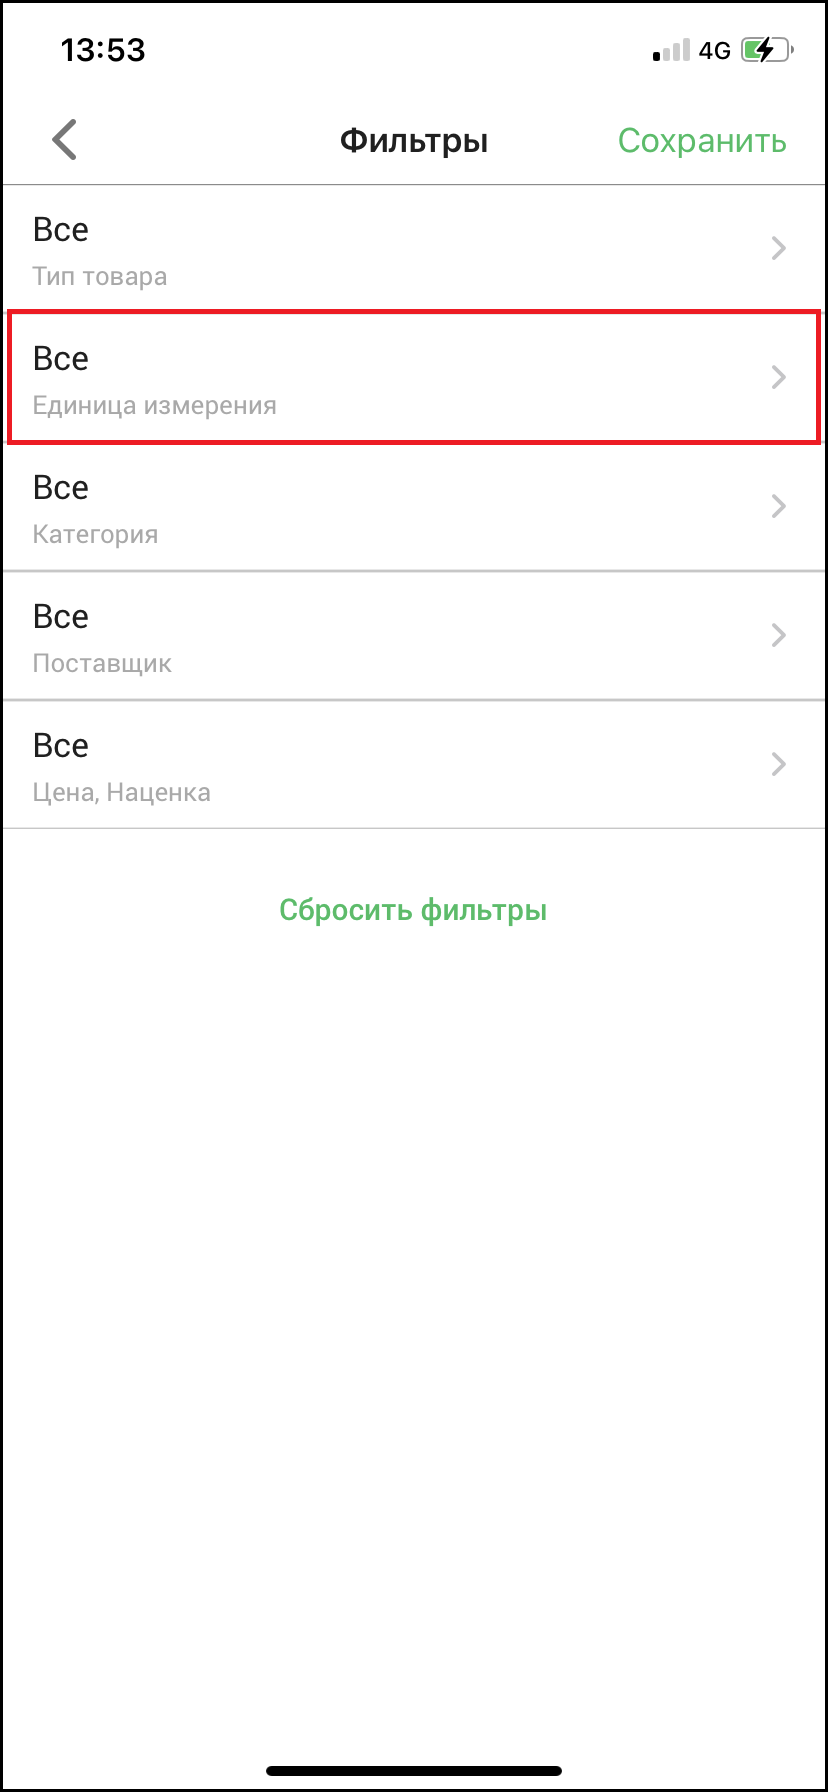 13:53
4G
Фильтры
Сохранить
Все
Тип товара
Все
Единица измерения
Все
Категория
Все
Поставщик
Все
Цена, Наценка
Сбросить фильтры